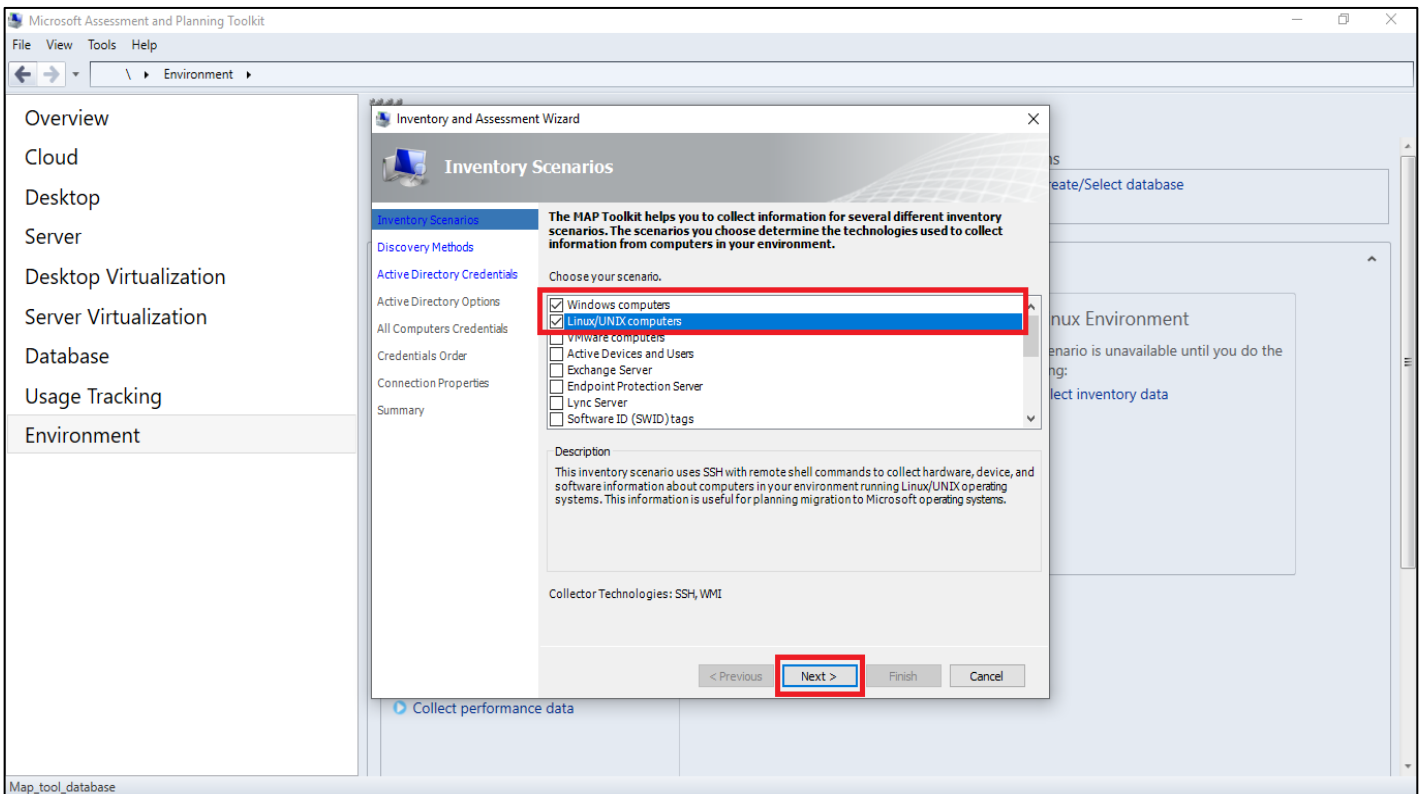 Microsoft Assessment and Planning Toolkit
File View Tools Help
\ Environment
Overview
Cloud
Desktop
Server
Desktop Virtualization
Server Virtualization
Database
Usage Tracking
Environment
Inventory and Assessment Wizard
Inventory Scenarios
Inventory Scenarios
Discovery Methods
Active Directory Credentials
Active Directory Options
All Computers Credentials
Credentials Order
Connection Properties
Summary
The MAP Toolkit helps you to collect information for several different inventory
scenarios. The scenarios you choose determine the technologies used to collect
information from computers in your environment.
Choose your scenario.
Windows computers
Linux/UNIX computers
VMware computers
Active Devices and Users
Exchange Server
Endpoint Protection Server
Lync Server
Software ID (SWID) tags
Description
This inventory scenario uses SSH with remote shell commands to collect hardware, device, and
software information about computers in your environment running Linux/UNIX operating
systems. This information is useful for planning migration to Microsoft operating systems.
Collector Technologies: SSH, WMI
< Previous Next > Finish Cancel
ns
reate/Select database
nux Environment
enario is unavailable until you do the
ng:
lect inventory data
Collect performance data
Map_tool_database